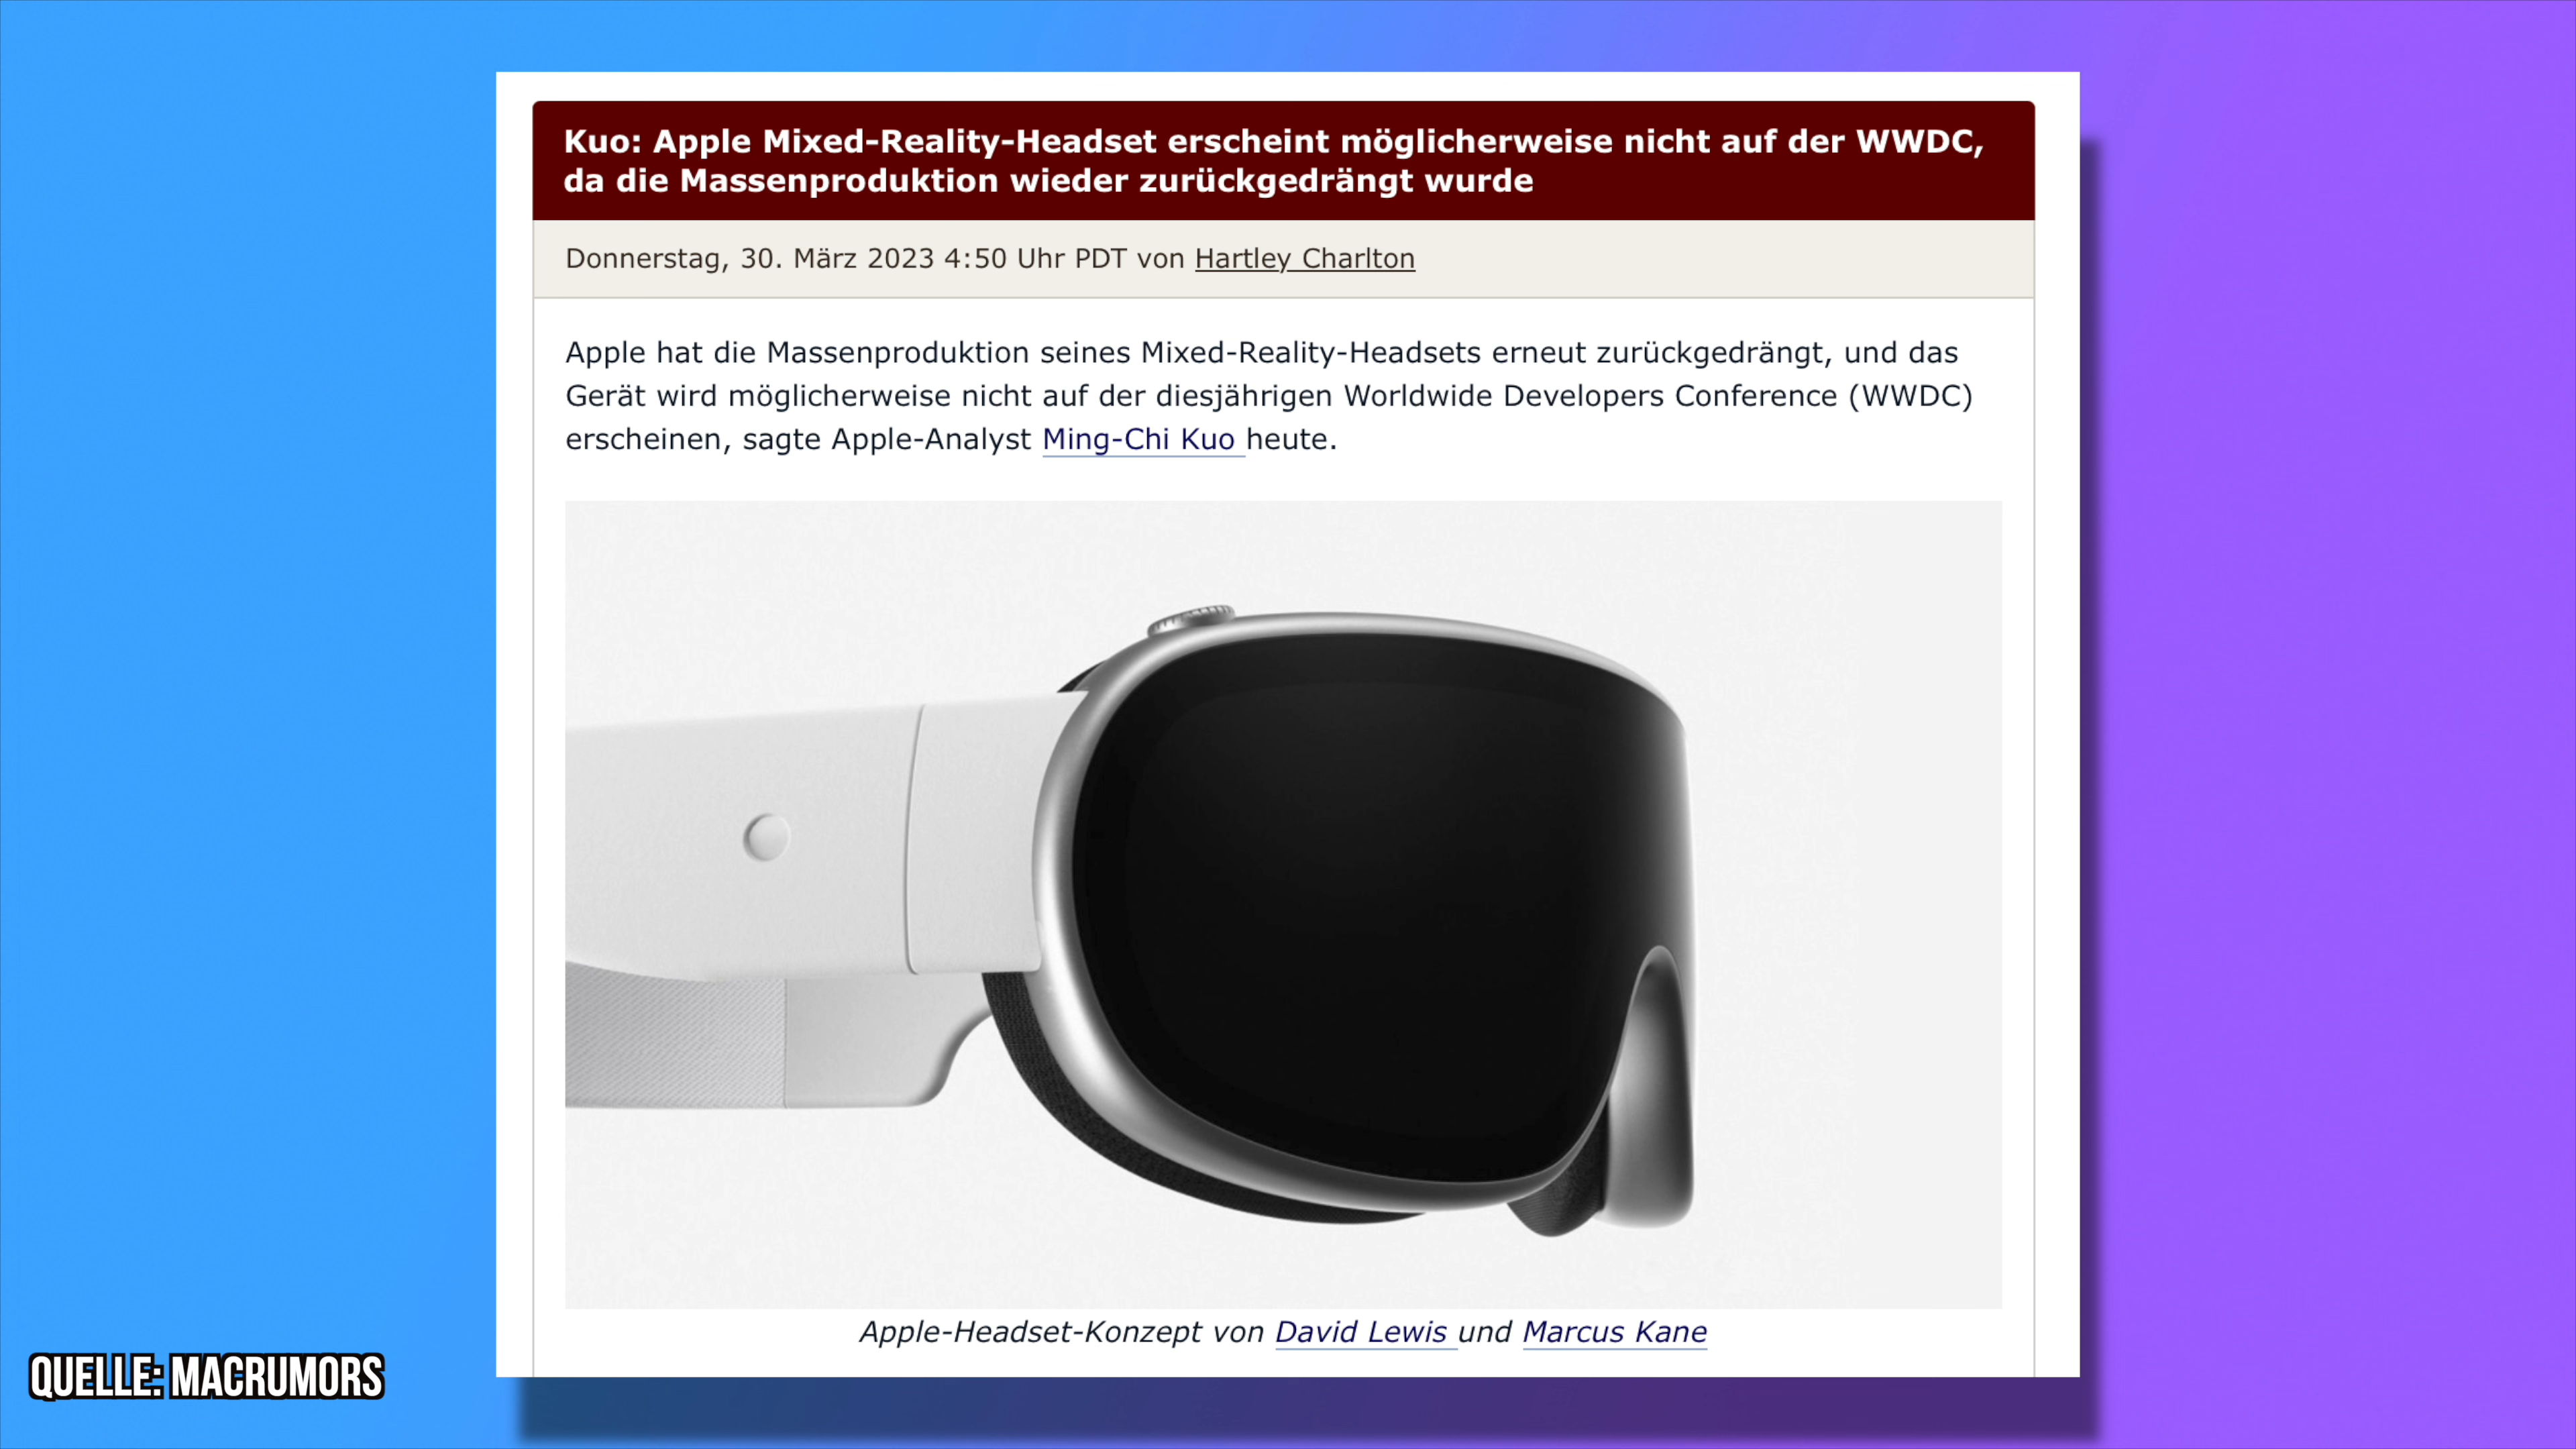 Kuo: Apple Mixed-Reality-Headset erscheint möglicherweise nicht auf der WWDC,
da die Massenproduktion wieder zurückgedrängt wurde
Donnerstag, 30. März 2023 4:50 Uhr PDT von Hartley Charlton
Apple hat die Massenproduktion seines Mixed-Reality-Headsets erneut zurückgedrängt, und das
Gerät wird möglicherweise nicht auf der diesjährigen Worldwide Developers Conference (WWDC)
erscheinen, sagte Apple-Analyst Ming-Chi Kuo heute.
Apple-Headset-Konzept von David Lewis und Marcus Kane
QUELLE: MACRUMORS